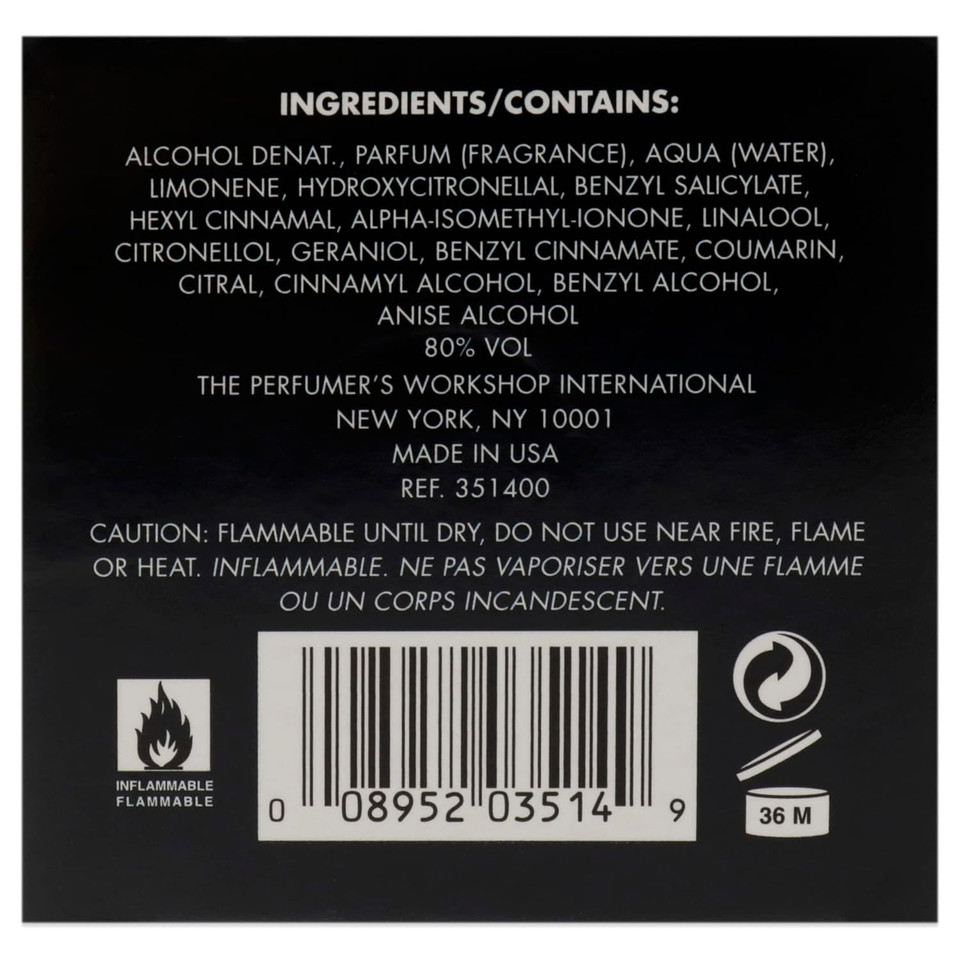 INGREDIENTS/CONTAINS:
ALCOHOL DENAT., PARFUM (FRAGRANCE), AQUA (WATER),
LIMONENE, HYDROXYCITRONELLAL, BENZYL SALICYLATE,
HEXYL CINNAMAL, ALPHA-ISOMETHYL-IONONE, LINALOOL,
CITRONELLOL, GERANIOL, BENZYL CINNAMATE, COUMARIN,
CITRAL, CINNAMYL ALCOHOL, BENZYL ALCOHOL,
ANISE ALCOHOL
80% VOL
THE PERFUMER'S WORKSHOP INTERNATIONAL
NEW YORK, NY 10001
MADE IN USA
REF. 351400
CAUTION: FLAMMABLE UNTIL DRY, DO NOT USE NEAR FIRE, FLAME
OR HEAT. INFLAMMABLE. NE PAS VAPORISER VERS UNE FLAMME
OU UN CORPS INCANDESCENT.
INFLAMMABLE
FLAMMABLE
0 08952 03514 9
36 M